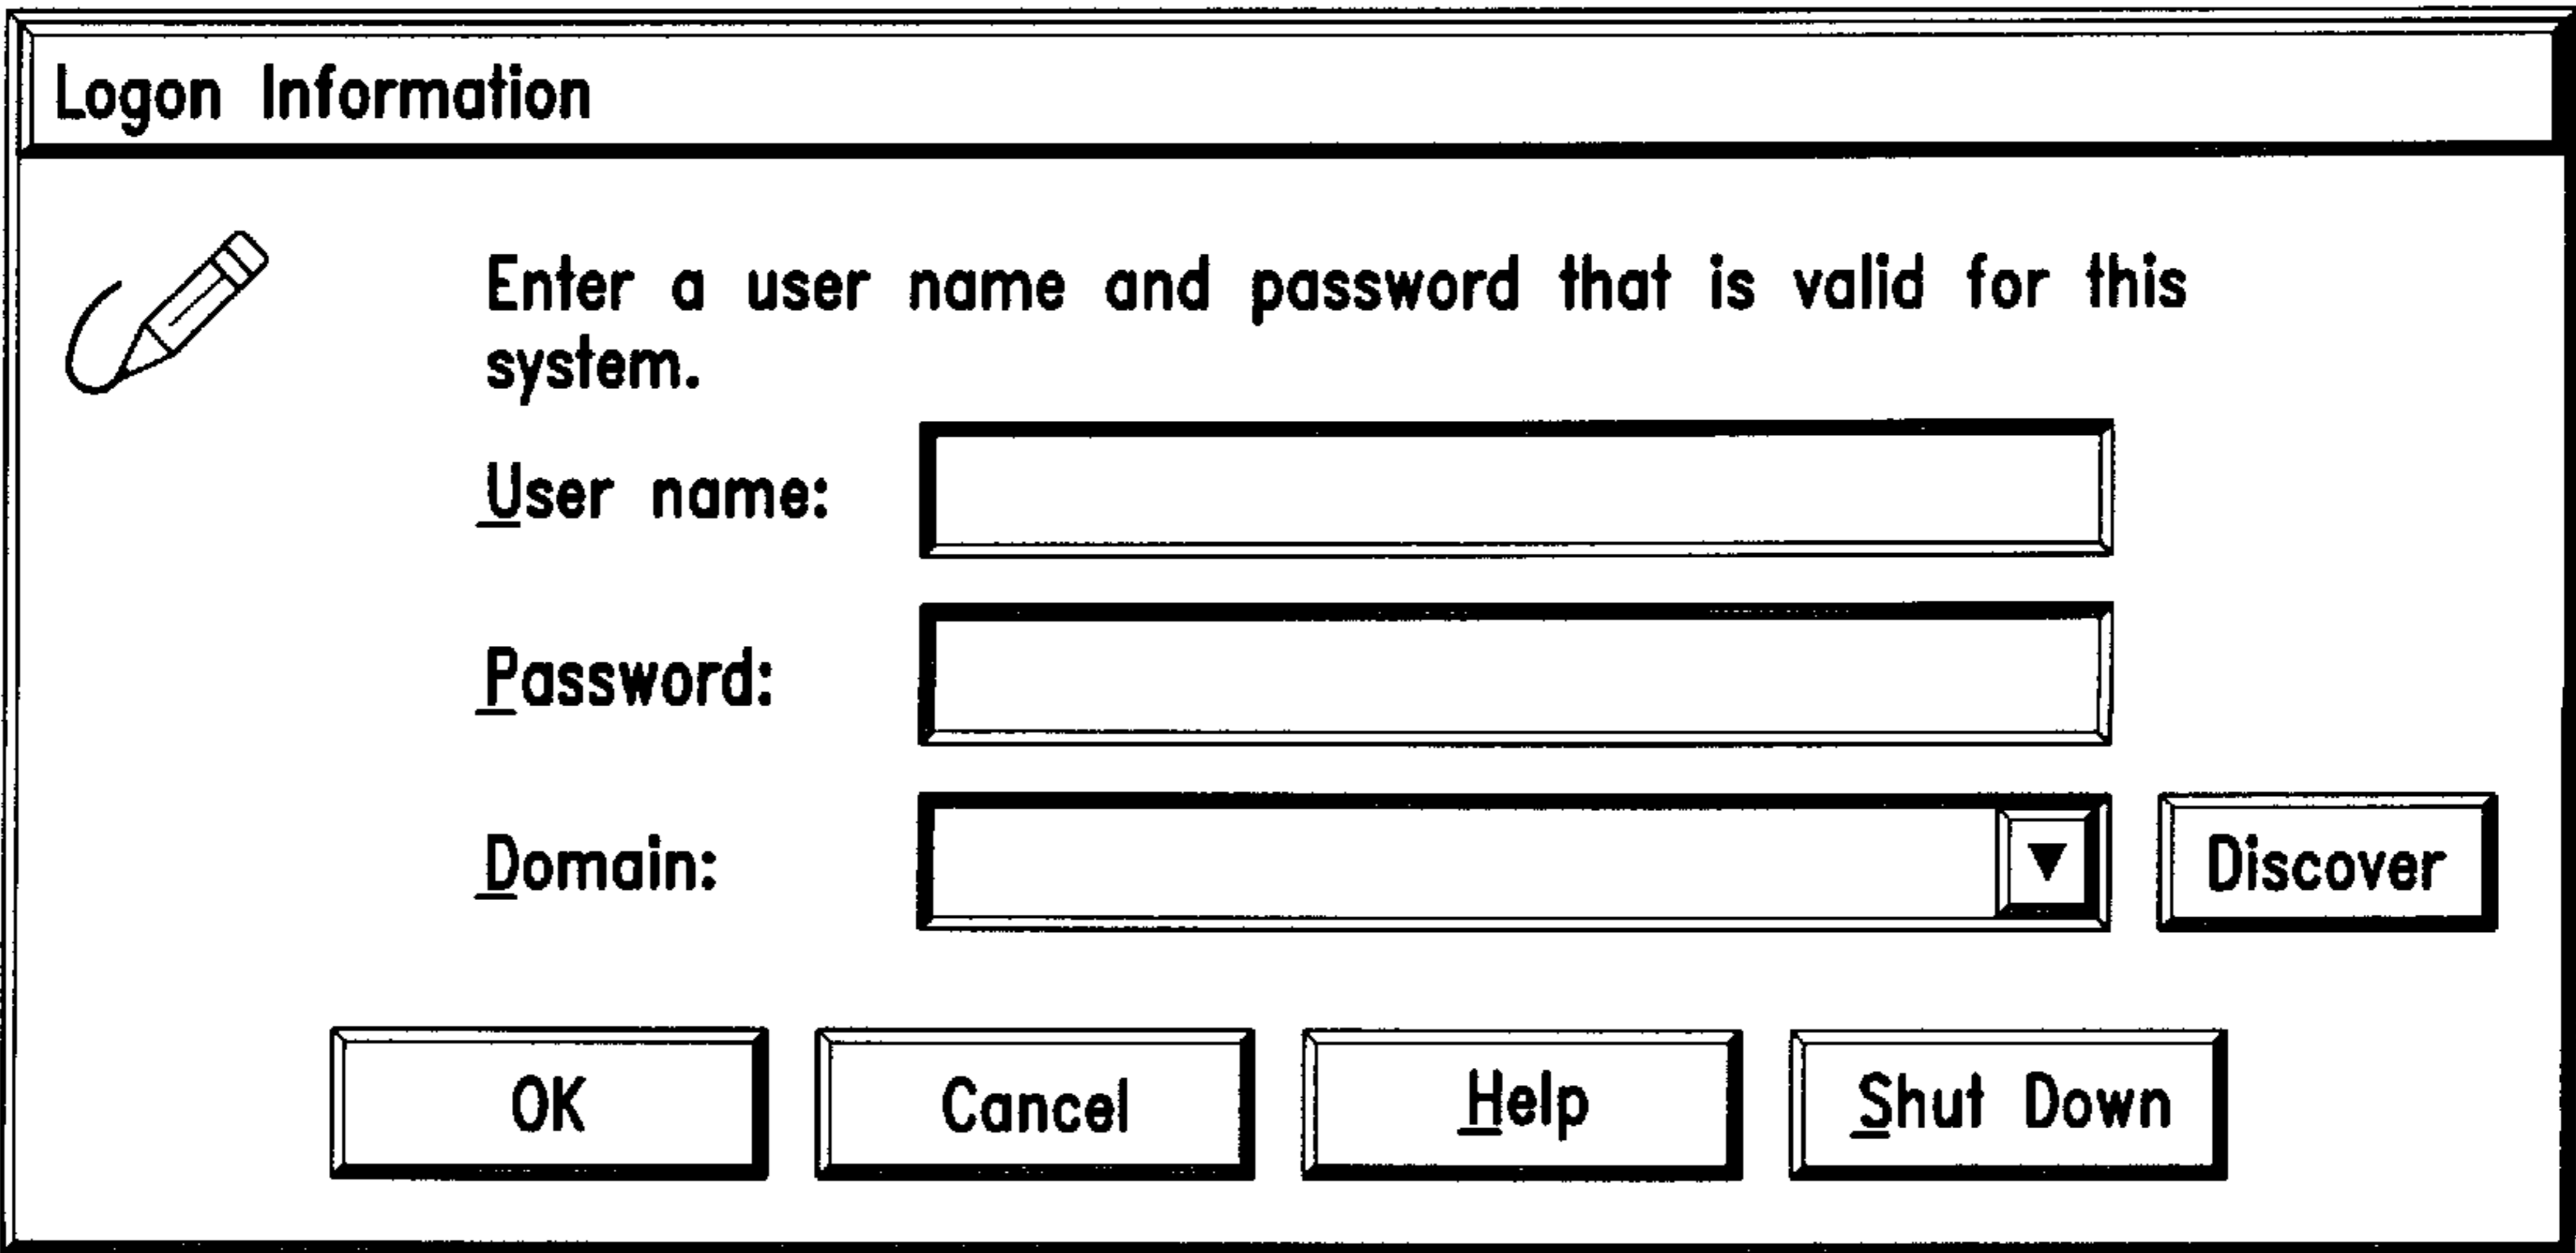 Logon Information
Enter a user name and password that is valid for this
system.
User name:
Password:
Domain:
Discover
OK
Cancel
Help
Shut Down